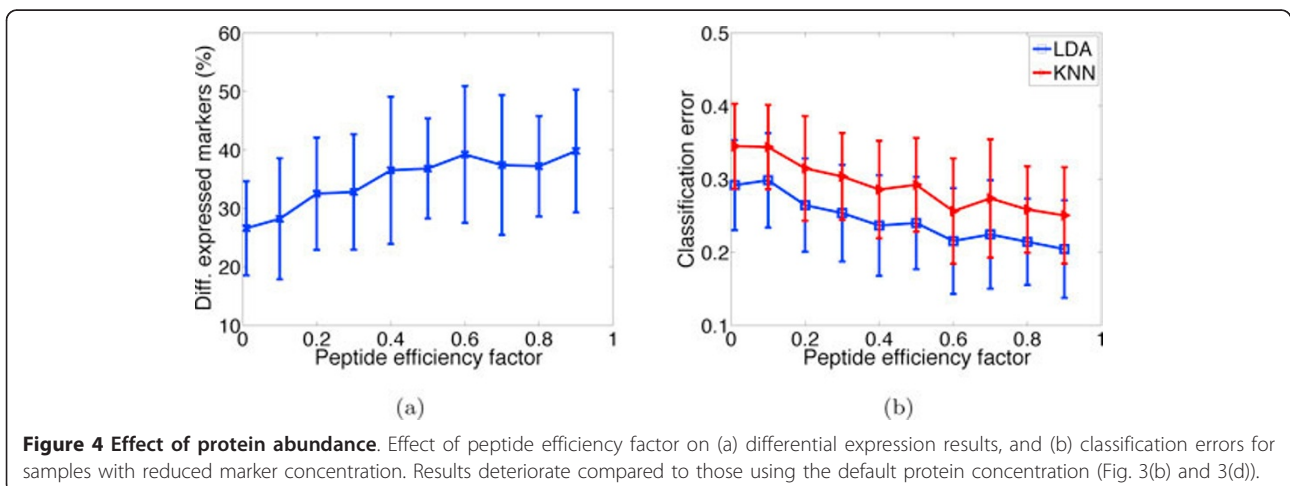 60
50
40
30
20
10
Diff. expressed markers (%)
0 0.2 0.4 0.6 0.8 1
Peptide efficiency factor
(a)
0.5
0.4
0.3
0.2
0.1
Classification error
LDA
KNN
0 0.2 0.4 0.6 0.8 1
Peptide efficiency factor
(b)
Figure 4 Effect of protein abundance. Effect of peptide efficiency factor on (a) differential expression results, and (b) classification errors for
samples with reduced marker concentration. Results deteriorate compared to those using the default protein concentration (Fig. 3(b) and 3(d)).